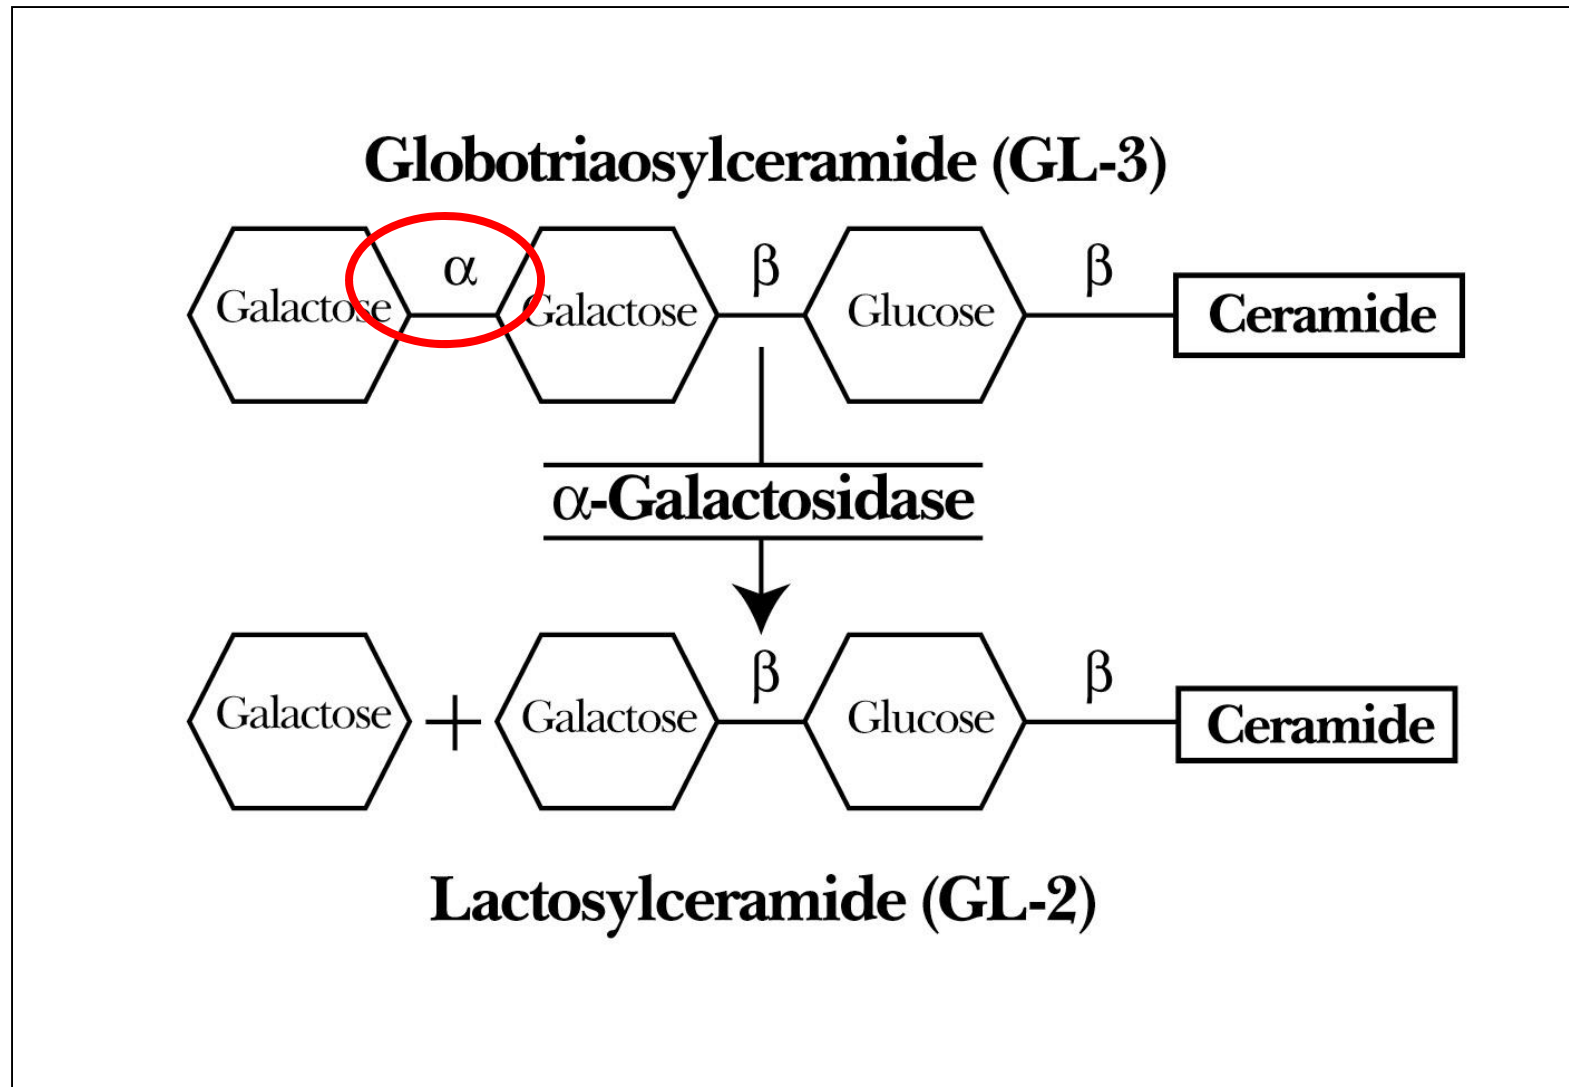 Globotriaosylceramide (GL-3)
α β β
Galactose Galactose Glucose Ceramide
α-Galactosidase
β β
Galactose + Galactose Glucose Ceramide
Lactosylceramide (GL-2)